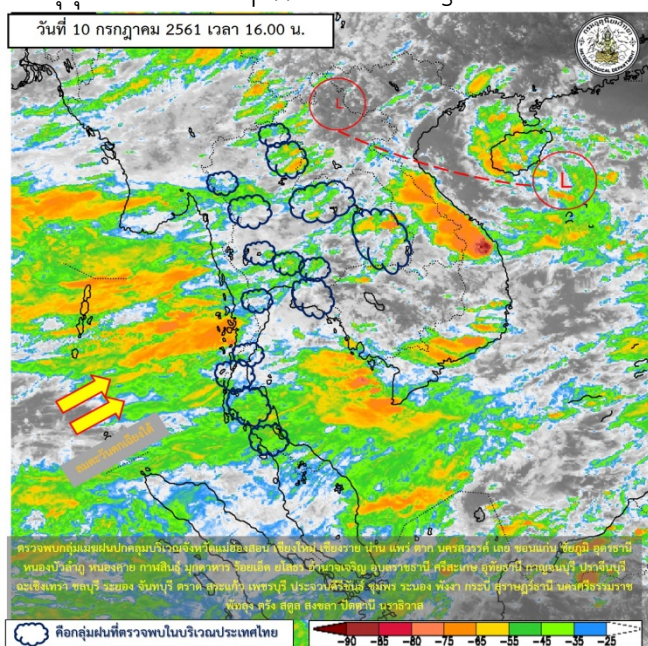 วันที่ 10 กรกฎาคม 2561 เวลา 16.00 น.
กรมอุตุนิยมวิทยา
METEOROLOGICAL DEPARTMENT
L
L
ลมตะวันตกเฉียงใต้
ตรวจพบกลุ่มเมฆฝนปกคลุมบริเวณจังหวัดแม่ฮ่องสอน เชียงใหม่ เชียงราย น่าน แพร่ ตาก นครสวรรค์ เลย ขอนแก่น ชัยภูมิ อุดรธานี
หนองบัวลำภู หนองคาย กาฬสินธุ์ มุกดาหาร ร้อยเอ็ด ยโสธร อำนาจเจริญ อุบลราชธานี ศรีสะเกษ อุทัยธานี กาญจนบุรี ปราจีนบุรี
ฉะเชิงเทรา ชลบุรี ระยอง จันทบุรี ตราด สระแก้ว เพชรบุรี ประจวบคีรีขันธ์ ชุมพร ระนอง พังงา กระบี่ สุราษฎร์ธานี นครศรีธรรมราช
พัทลุง ตรัง สตูล สงขลา ปัตตานี นราธิวาส
คือกลุ่มฝนที่ตรวจพบในบริเวณประเทศไทย
-90 -85 -80 -75 -65 -55 -45 -35 -25